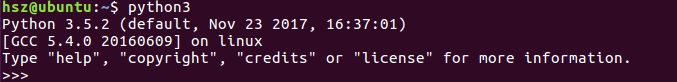 hsz@ubuntu:~$ python3
Python 3.5.2 (default, Nov 23 2017, 16:37:01)
[GCC 5.4.0 20160609] on linux
Type "help", "copyright", "credits" or "license" for more information.
>>>